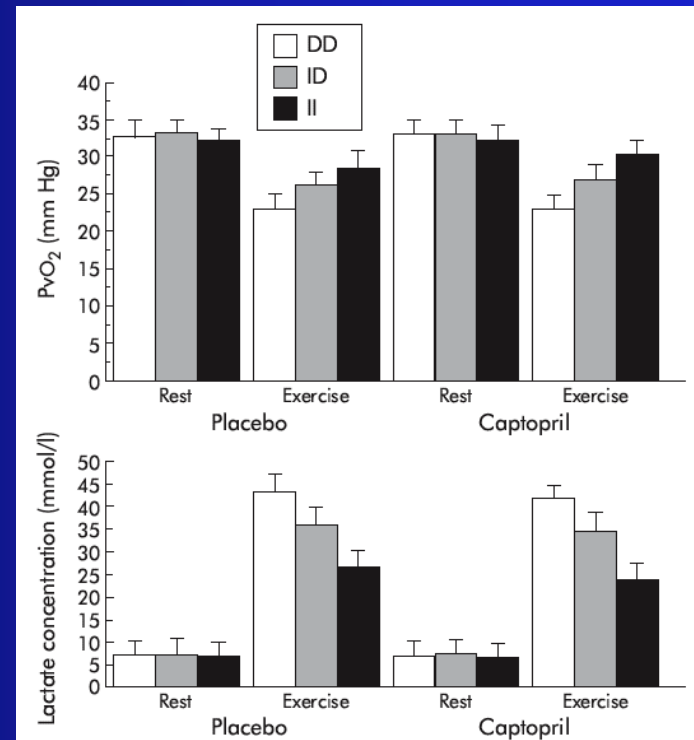 DD
ID
II
PvO2 (mm Hg)
40
35
30
25
20
15
10
5
0
Rest Exercise Rest Exercise
Placebo Captopril
Lactate concentration (mmol/l)
50
45
40
35
30
25
20
15
10
5
0
Rest Exercise Rest Exercise
Placebo Captopril